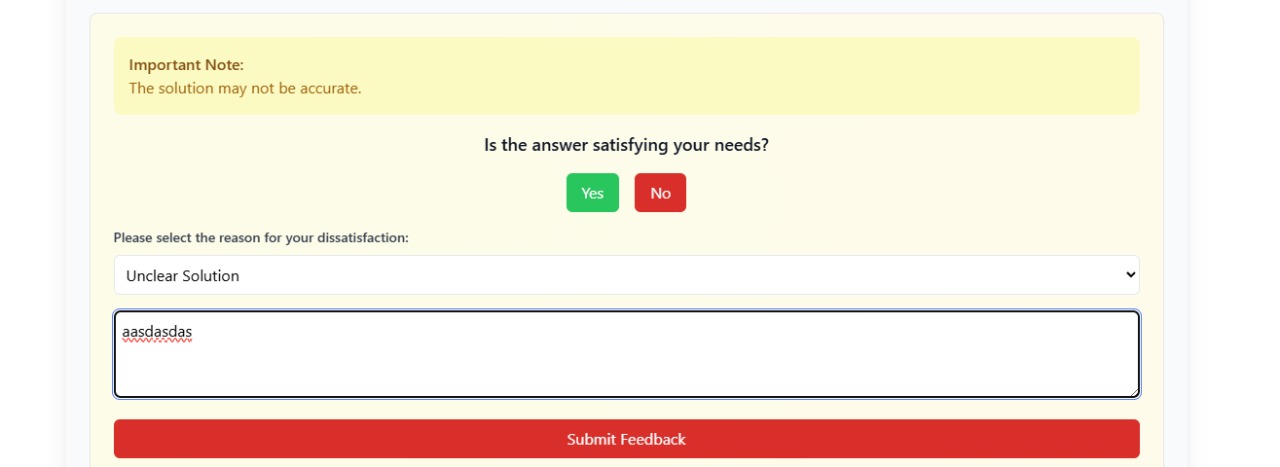 Important Note:
The solution may not be accurate.
Is the answer satisfying your needs?
Yes No
Please select the reason for your dissatisfaction:
Unclear Solution
aasdasdas
Submit Feedback